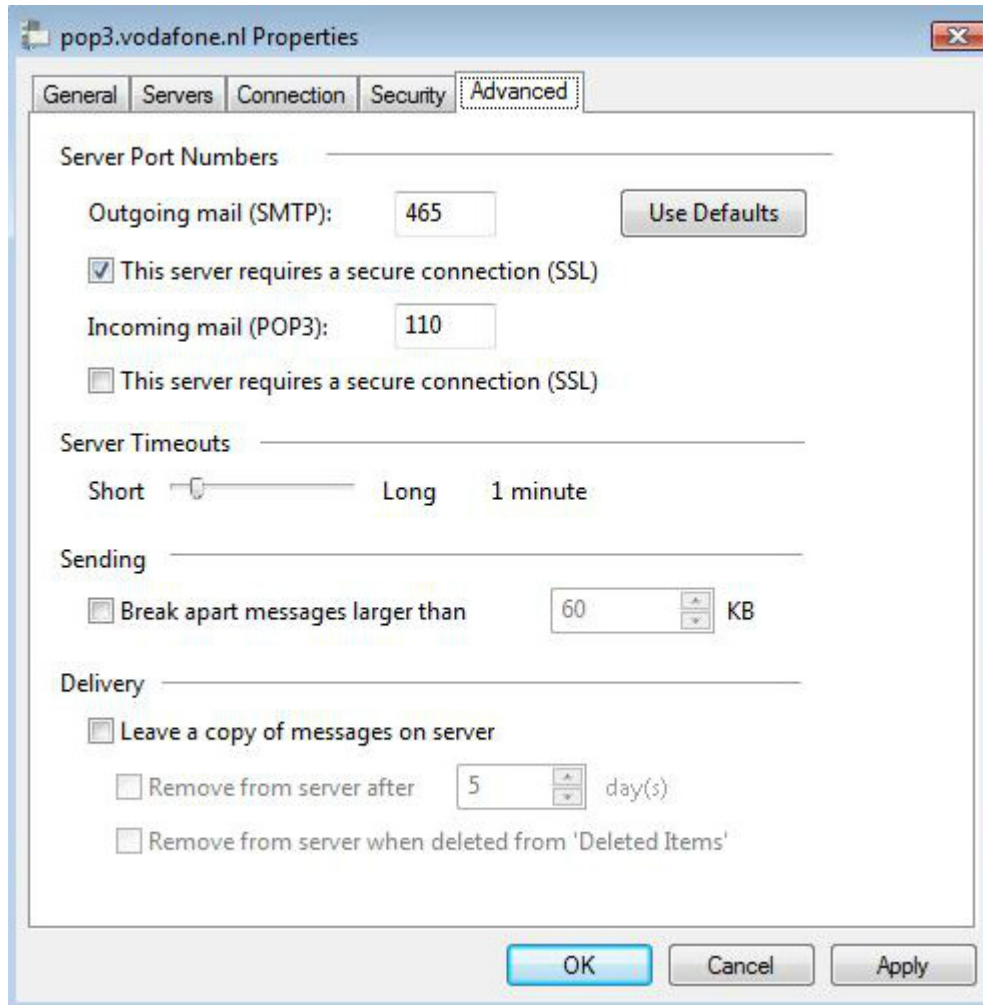 pop3.vodafone.nl Properties
General Servers Connection Security Advanced
Server Port Numbers
Outgoing mail (SMTP): 465 Use Defaults
This server requires a secure connection (SSL)
Incoming mail (POP3): 110
This server requires a secure connection (SSL)
Server Timeouts
Short Long 1 minute
Sending
Break apart messages larger than 60 KB
Delivery
Leave a copy of messages on server
Remove from server after 5 day(s)
Remove from server when deleted from 'Deleted Items'
OK Cancel Apply